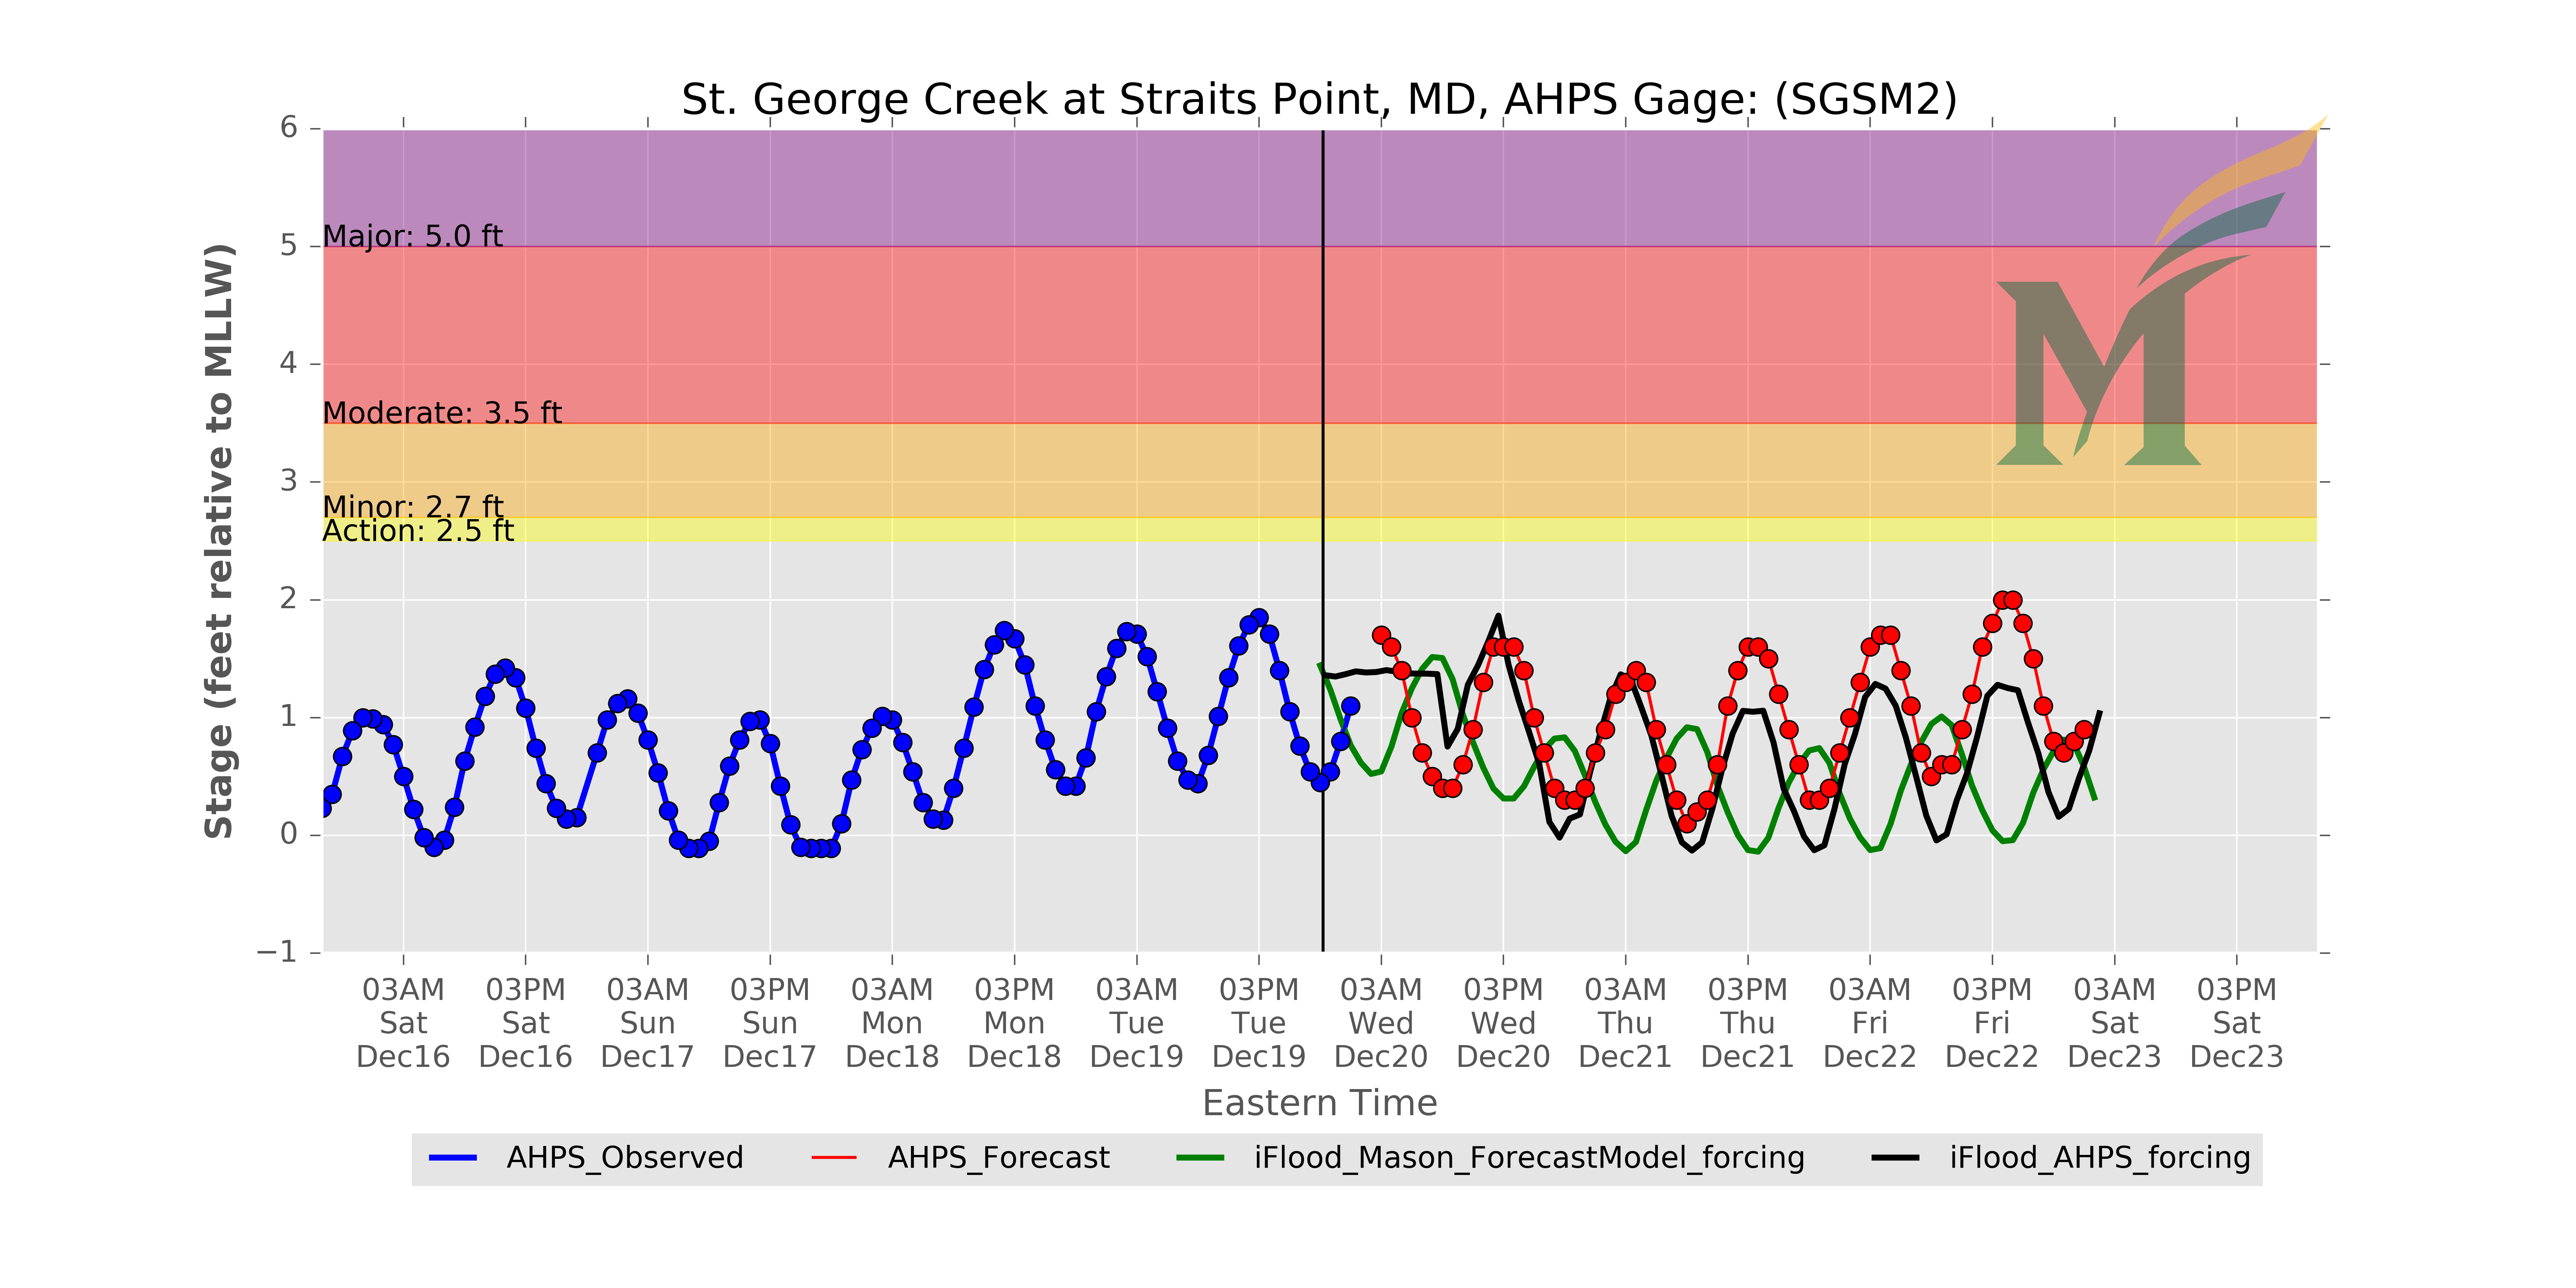 St. George Creek at Straits Point, MD, AHPS Gage: (SGSM2)
Stage (feet relative to MLLW)
6
5
4
3
2
1
0
−1
Major: 5.0 ft
Moderate: 3.5 ft
Minor: 2.7 ft
Action: 2.5 ft
M
03AM 03PM 03AM 03PM 03AM 03PM 03AM 03PM 03AM 03PM 03AM 03PM 03AM 03PM 03AM 03PM
Sat Sat Sun Sun Mon Mon Tue Tue Wed Wed Thu Thu Fri Fri Sat Sat
Dec16 Dec16 Dec17 Dec17 Dec18 Dec18 Dec19 Dec19 Dec20 Dec20 Dec21 Dec21 Dec22 Dec22 Dec23 Dec23
Eastern Time
AHPS_Observed AHPS_Forecast iFlood_Mason_ForecastModel_forcing iFlood_AHPS_forcing